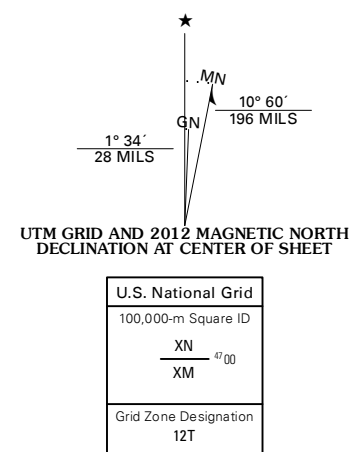 ★
MN
GN
10° 60´
196 MILS
1° 34´
28 MILS
UTM GRID AND 2012 MAGNETIC NORTH
DECLINATION AT CENTER OF SHEET
U.S. National Grid
100,000-m Square ID
XN
4700
XM
Grid Zone Designation
12T